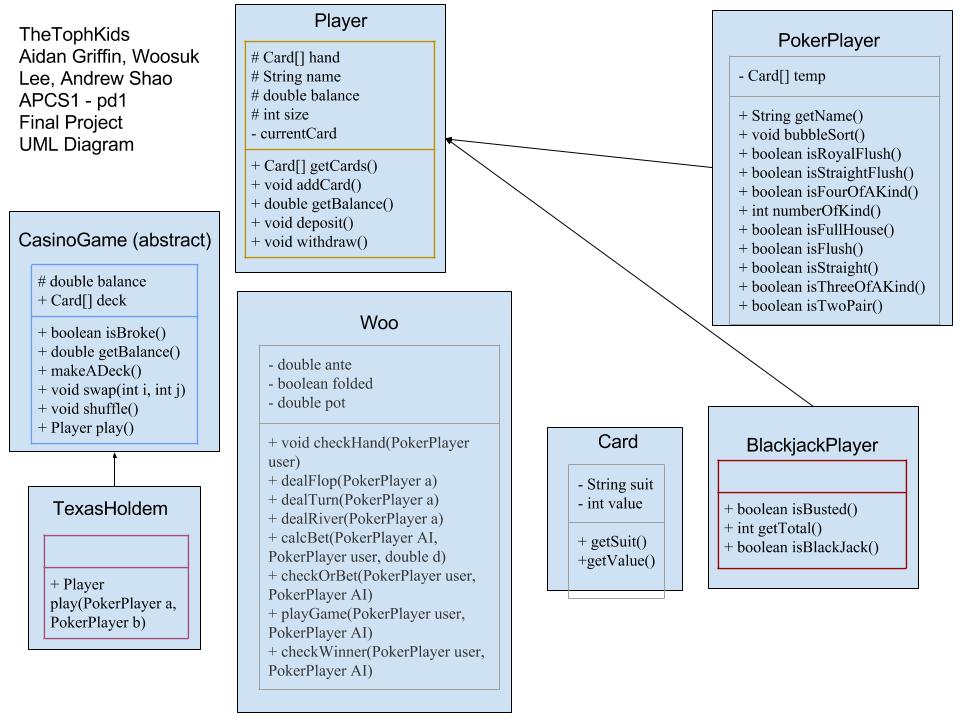 TheTophKids
Aidan Griffin, Woosuk
Lee, Andrew Shao
APCS1 - pd1
Final Project
UML Diagram
Player
# Card[] hand
# String name
# double balance
# int size
- currentCard
+ Card[] getCards()
+ void addCard()
+ double getBalance()
+ void deposit()
+ void withdraw()
PokerPlayer
- Card[] temp
+ String getName()
+ void bubbleSort()
+ boolean isRoyalFlush()
+ boolean isStraightFlush()
+ boolean isFourOfAKind()
+ int numberOfKind()
+ boolean isFullHouse()
+ boolean isFlush()
+ boolean isStraight()
+ boolean isThreeOfAKind()
+ boolean isTwoPair()
CasinoGame (abstract)
# double balance
+ Card[] deck
+ boolean isBroke()
+ double getBalance()
+ makeADeck()
+ void swap(int i, int j)
+ void shuffle()
+ Player play()
TexasHoldem
+ Player
play(PokerPlayer a,
PokerPlayer b)
Woo
- double ante
- boolean folded
- double pot
+ void checkHand(PokerPlayer
user)
+ dealFlop(PokerPlayer a)
+ dealTurn(PokerPlayer a)
+ dealRiver(PokerPlayer a)
+ calcBet(PokerPlayer AI,
PokerPlayer user, double d)
+ checkOrBet(PokerPlayer user,
PokerPlayer AI)
+ playGame(PokerPlayer user,
PokerPlayer AI)
+ checkWinner(PokerPlayer user,
PokerPlayer AI)
Card
- String suit
- int value
+ getSuit()
+getValue()
BlackjackPlayer
+ boolean isBusted()
+ int getTotal()
+ boolean isBlackJack()